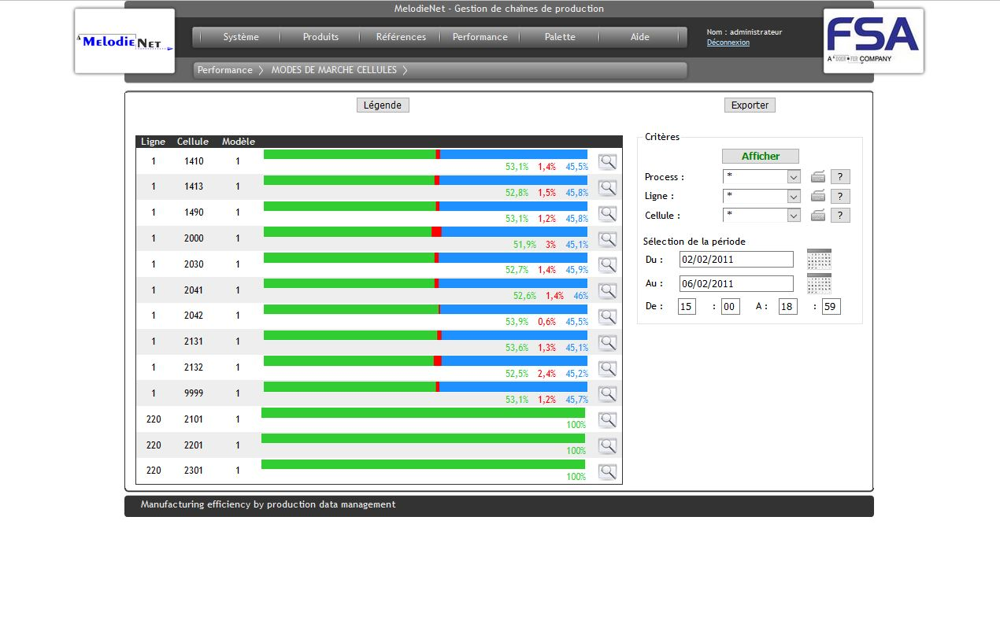 MelodieNet - Gestion de chaînes de production
MelodieNet
Système Produits Références Performance Palette Aide
Nom : administrateur
Déconnexion
FSA
A DOERFER COMPANY
Performance > MODES DE MARCHE CELLULES >
Légende
Exporter
Ligne Cellule Modèle
1 1410 1
53,1% 1,4% 45,5%
1 1413 1
52,8% 1,5% 45,8%
1 1490 1
53,1% 1,2% 45,8%
1 2000 1
51,9% 3% 45,1%
1 2030 1
52,7% 1,4% 45,9%
1 2041 1
52,6% 1,4% 46%
1 2042 1
53,9% 0,6% 45,5%
1 2131 1
53,6% 1,3% 45,1%
1 2132 1
52,5% 2,4% 45,2%
1 9999 1
53,1% 1,2% 45,7%
220 2101 1
100%
220 2201 1
100%
220 2301 1
100%
Critères
Afficher
Process : * ?
Ligne : * ?
Cellule : * ?
Sélection de la période
Du : 02/02/2011
Au : 06/02/2011
De : 15 : 00 A : 18 : 59
Manufacturing efficiency by production data management